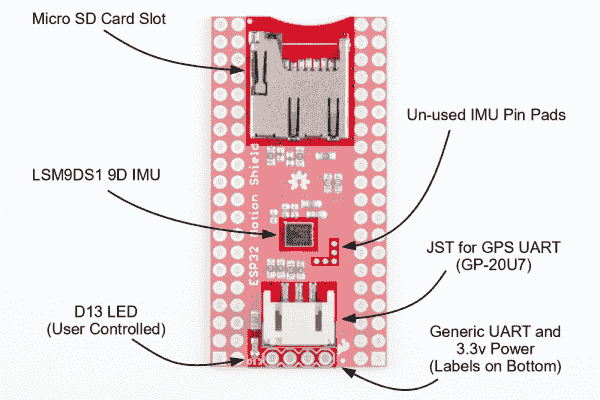 Micro SD Card Slot
Un-used IMU Pin Pads
LSM9DS1 9D IMU
ESP32 Motion Shield
JST for GPS UART
(GP-20U7)
D13 LED
(User Controlled)
Generic UART and
3.3v Power
(Labels on Bottom)
D13